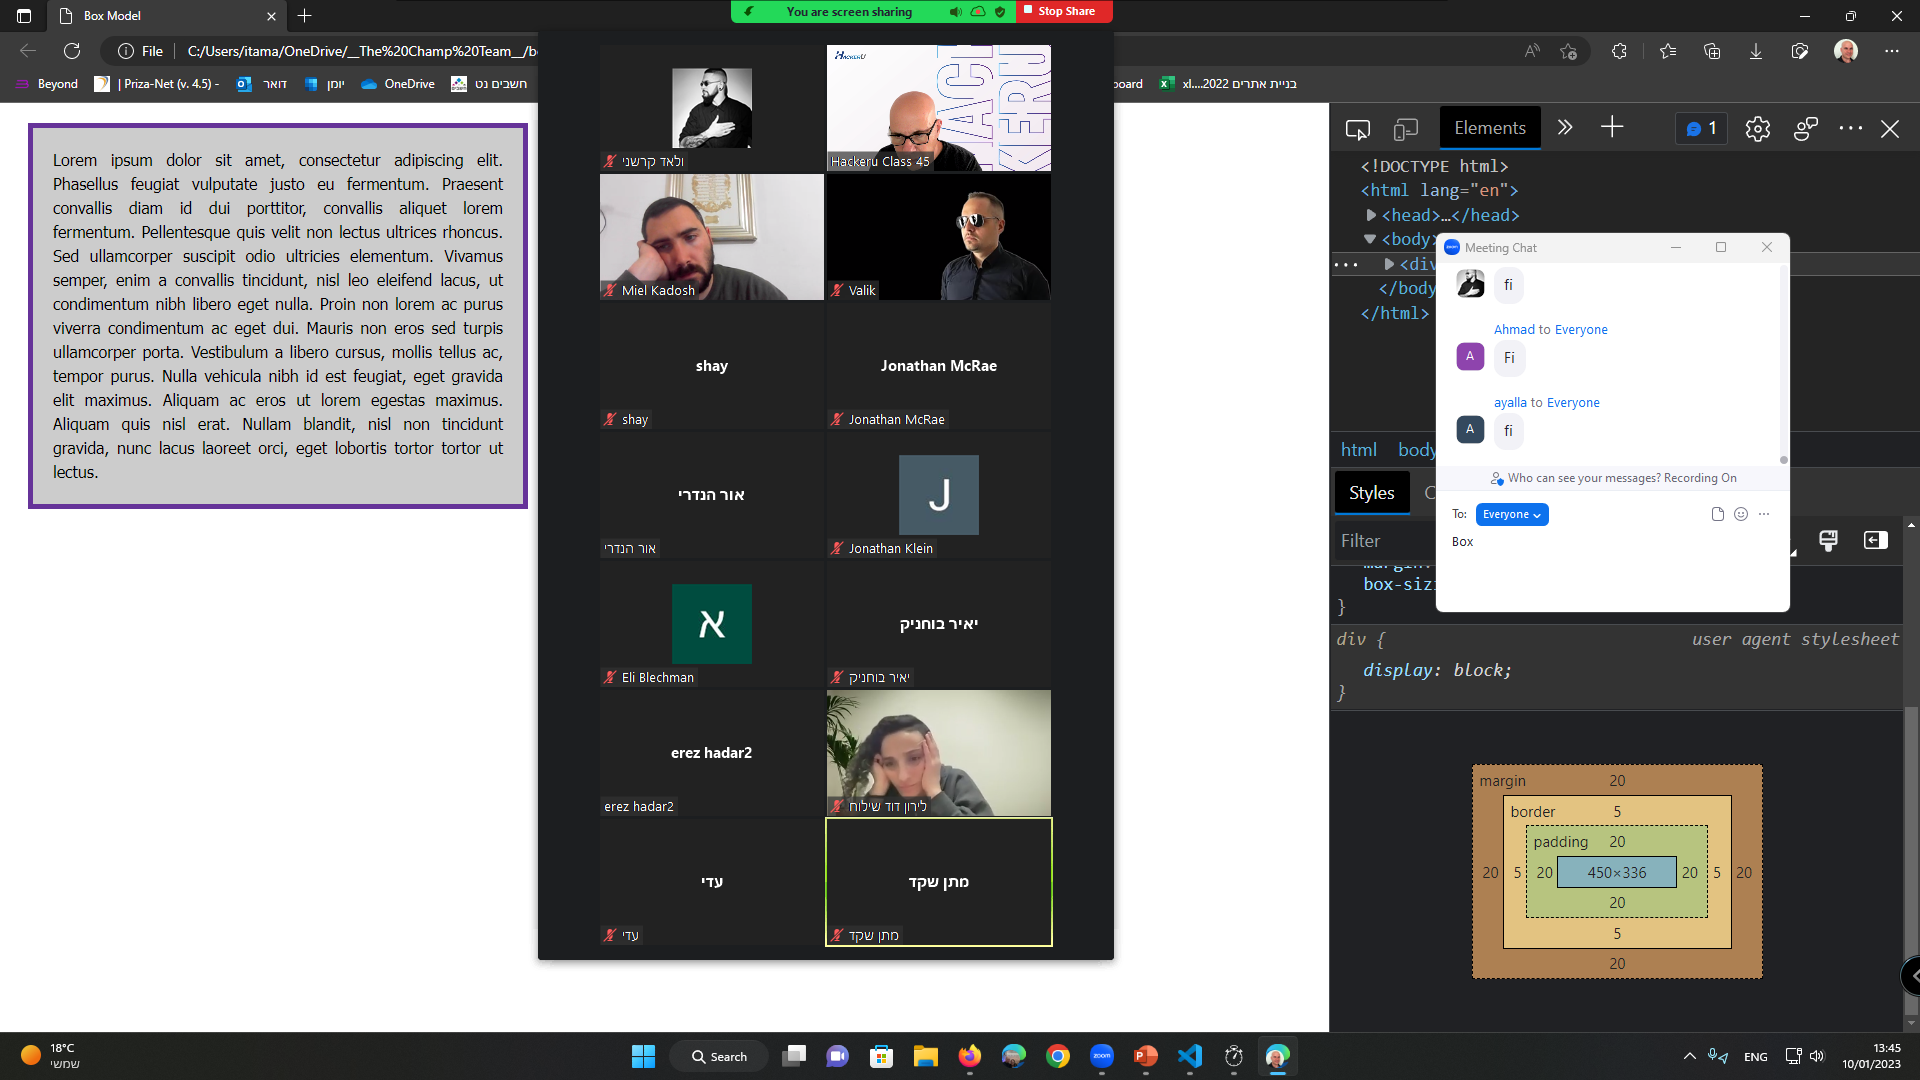 Box Model
You are screen sharing
Stop Share
File
C:/Users/itama/OneDrive/__The%20Champ%20Team__/b
Beyond
| Priza-Net (v. 4.5) -
דואר
יומן
OneDrive
חשבים נט
board
בניית אתרים 2022....xl
Lorem ipsum dolor sit amet, consectetur adipiscing elit.
Phasellus feugiat vulputate justo eu fermentum. Praesent
convallis diam id dui porttitor, convallis aliquet lorem
fermentum. Pellentesque quis velit non lectus ultrices rhoncus.
Sed ullamcorper suscipit odio ultricies elementum. Vivamus
semper, enim a convallis tincidunt, nisl leo eleifend lacus, ut
condimentum nibh libero eget nulla. Proin non lorem ac purus
viverra condimentum ac eget dui. Mauris non eros sed turpis
ullamcorper porta. Vestibulum a libero cursus, mollis tellus ac,
tempor purus. Nulla vehicula nibh id est feugiat, eget gravida
elit maximus. Aliquam ac eros ut lorem egestas maximus.
Aliquam quis nisl erat. Nullam blandit, nisl non tincidunt
gravida, nunc lacus laoreet orci, eget lobortis tortor tortor ut
lectus.
ולאד קרשני
HACKERU
Hackeru Class 45
Miel Kadosh
Valik
shay
shay
Jonathan McRae
Jonathan McRae
אור הנדרי
אור הנדרי
J
Jonathan Klein
א
Eli Blechman
יאיר בוחניק
יאיר בוחניק
erez hadar2
erez hadar2
לירון דוד שילוח
עדי
עדי
מתן שקד
מתן שקד
Elements
1
<!DOCTYPE html>
<html lang="en">
<head>…</head>
<body
<div
</body
</html>
html
body
Styles
C
Filter
box-siz
}
div {
user agent stylesheet
display: block;
}
Meeting Chat
fi
Ahmad to Everyone
A
Fi
ayalla to Everyone
A
fi
Who can see your messages? Recording On
To:
Everyone
Box
margin
20
border
5
padding
20
20
5
20
450×336
20
5
20
20
5
20
18°C
שמשי
Search
zoom
ENG
13:45
10/01/2023